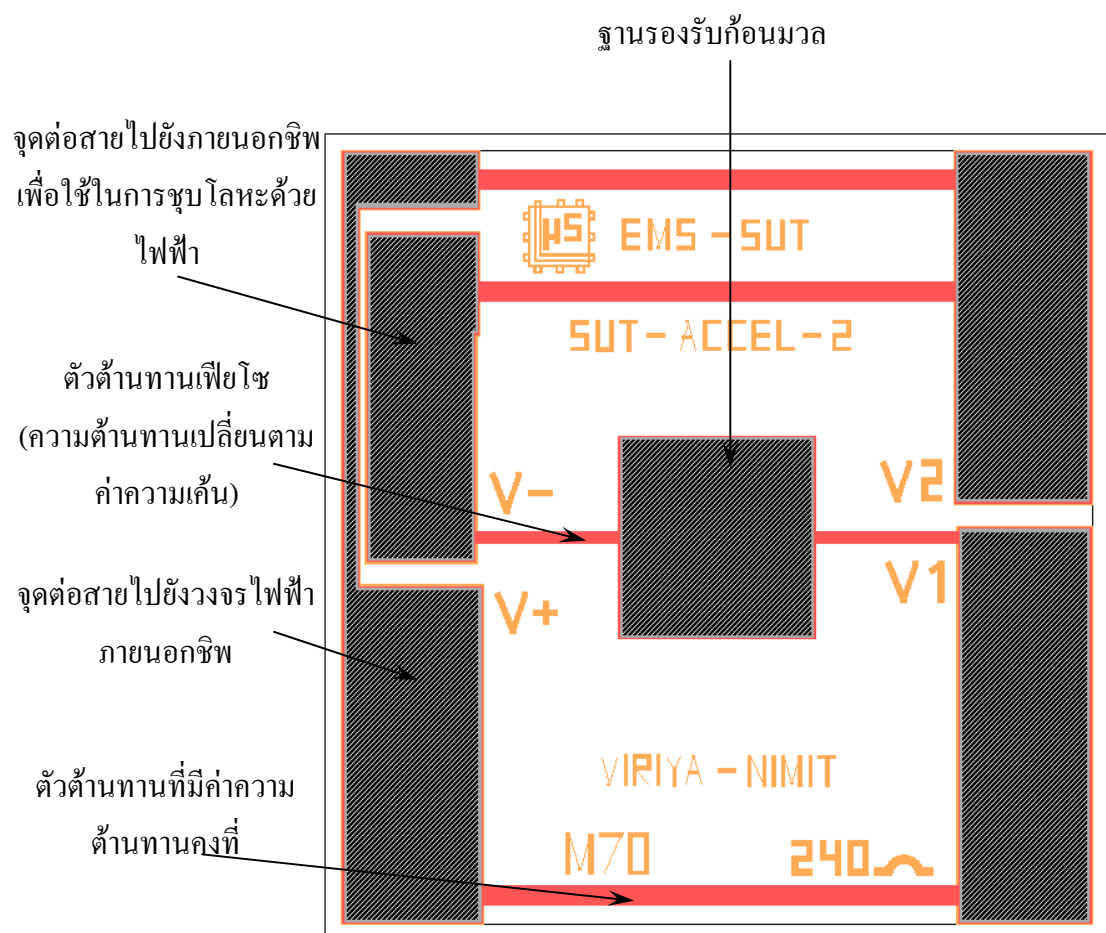 ฐานรองรับก้อนมวล
จุดต่อสายไปยังภายนอกชิพ
เพื่อใช้ในการชุบโลหะด้วย
ไฟฟ้า
µS EMS-SUT
SUT-ACCEL-2
ตัวต้านทานเพียโซ
(ความต้านทานเปลี่ยนตาม
ค่าความเค้น)
V-
V2
จุดต่อสายไปยังวงจรไฟฟ้า
ภายนอกชิพ
V+
V1
VIRIYA-NIMIT
ตัวต้านทานที่มีค่าความ
ต้านทานคงที่
M70
240